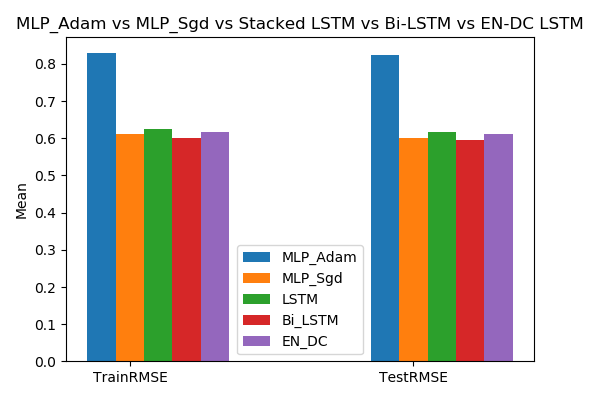 MLP_Adam vs MLP_Sgd vs Stacked LSTM vs Bi-LSTM vs EN-DC LSTM
Mean
0.8
0.7
0.6
0.5
0.4
0.3
0.2
0.1
0.0
MLP_Adam
MLP_Sgd
LSTM
Bi_LSTM
EN_DC
TrainRMSE
TestRMSE